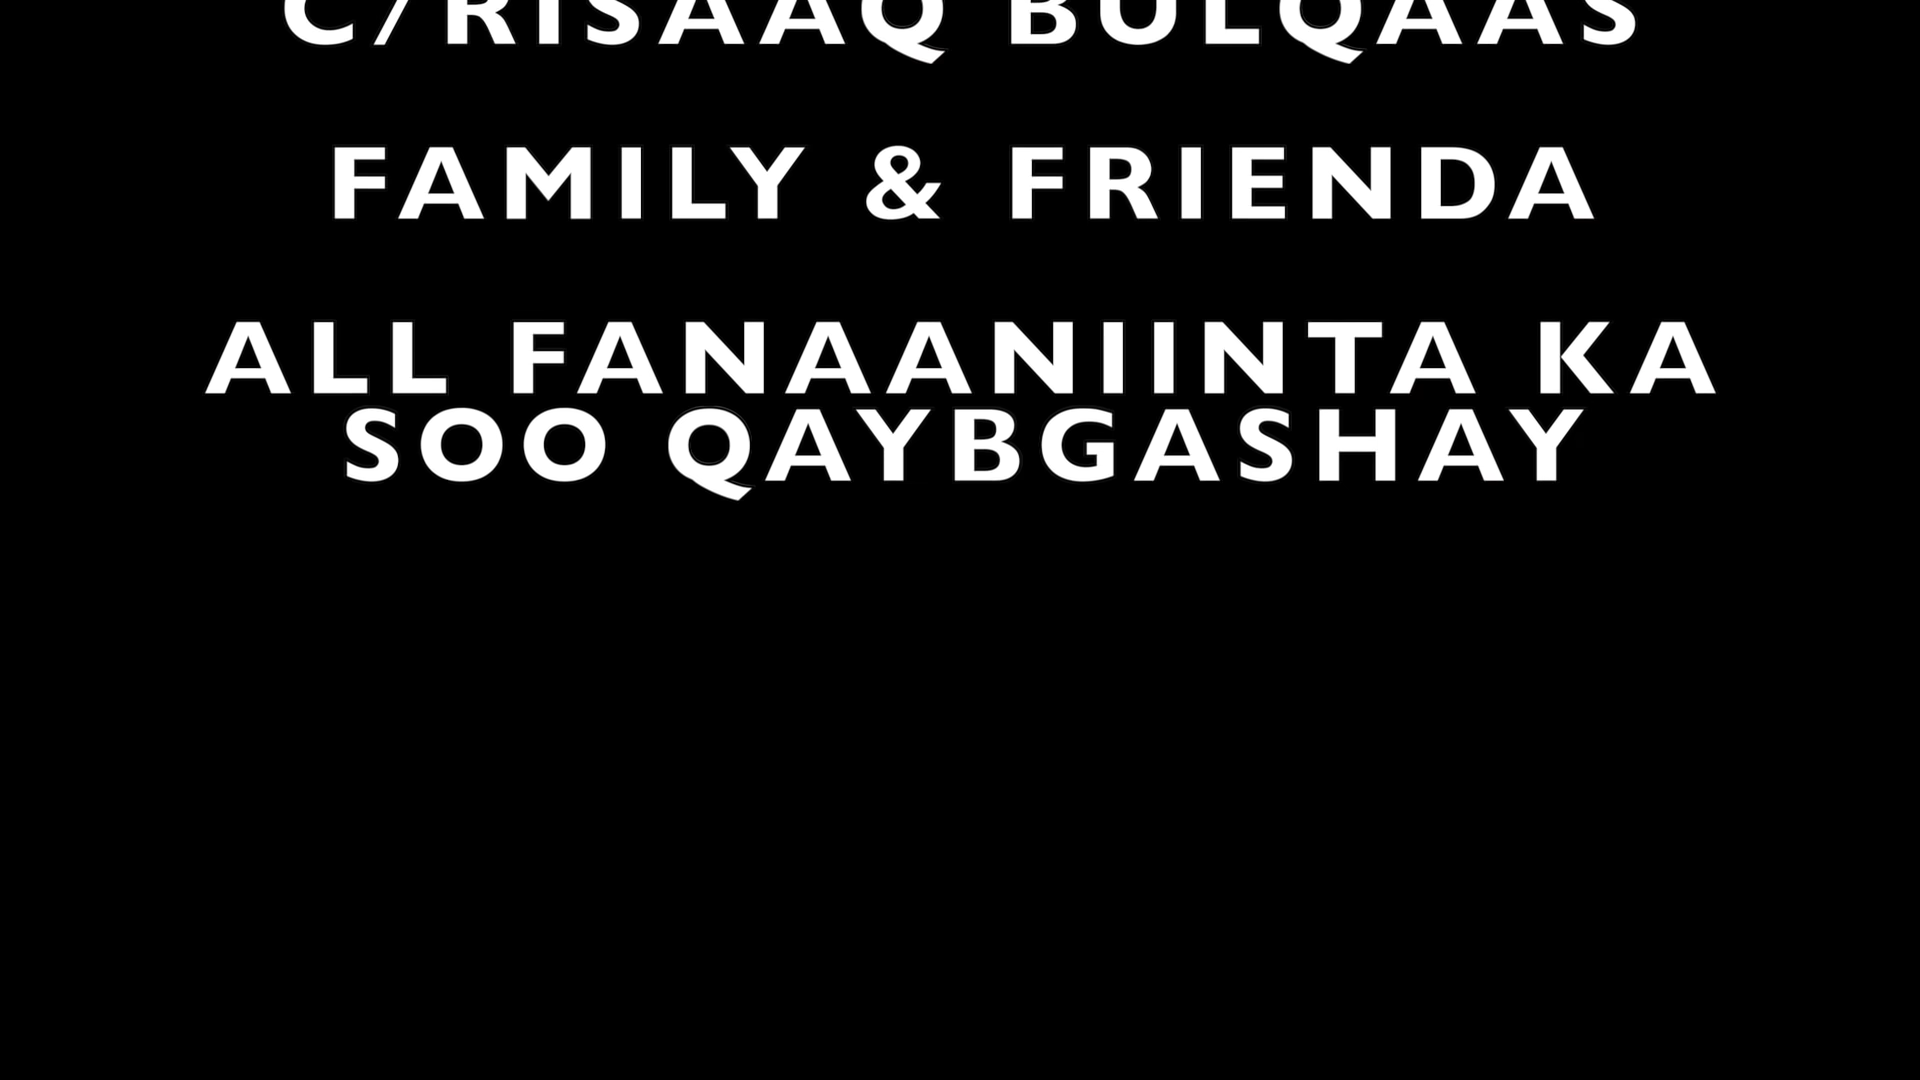 C/RISAAQ BULQAAS
FAMILY & FRIENDA
ALL FANAANIINTA KA
SOO QAYBGASHAY